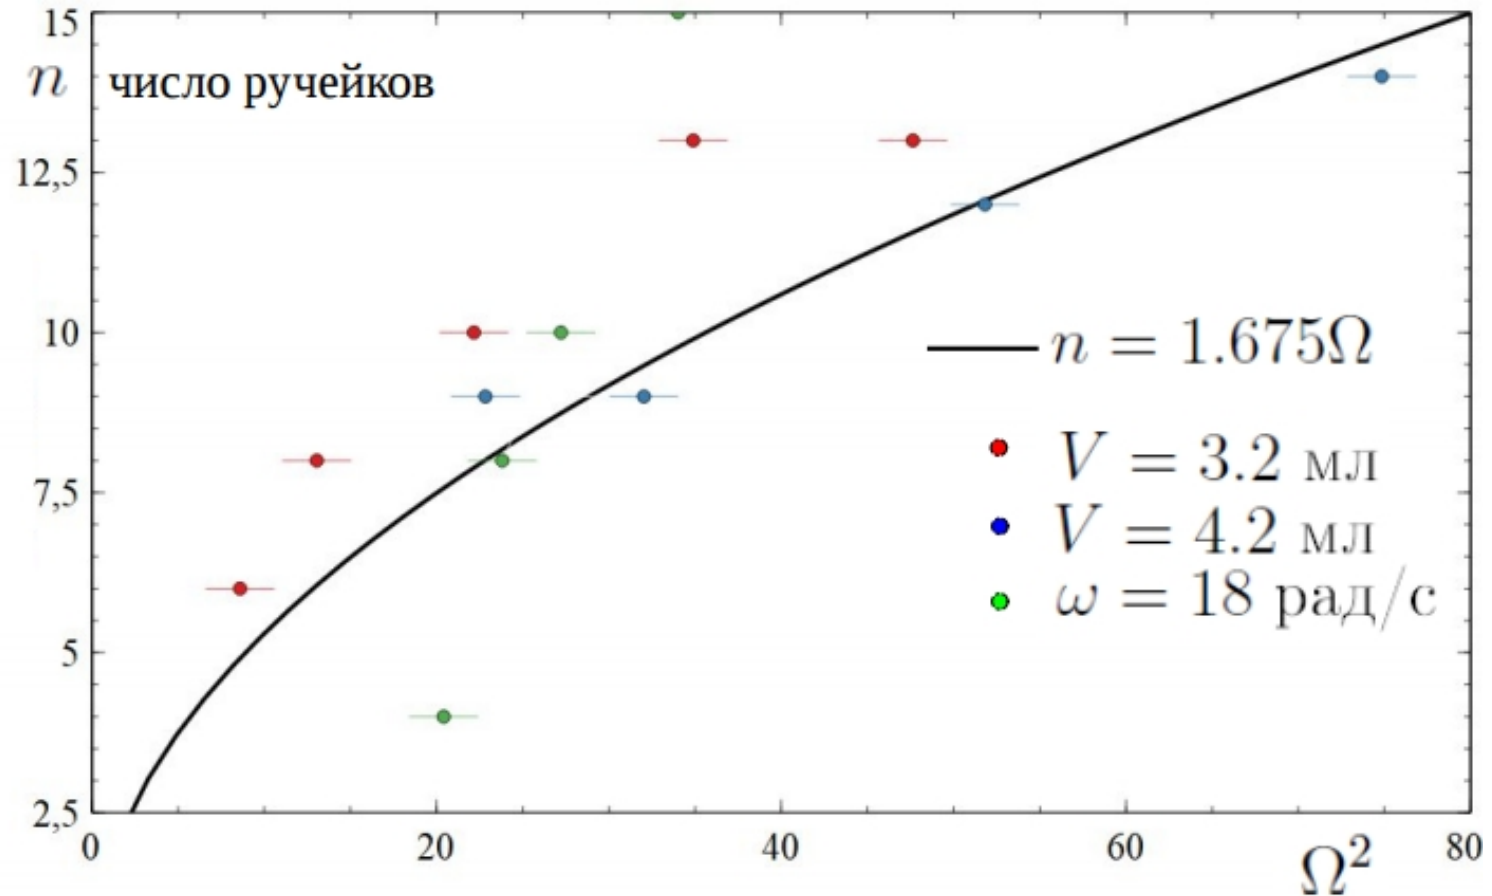 15
n число ручейков
12,5
10
7,5
5
2,5
n = 1.675Ω
V = 3.2 мл
V = 4.2 мл
ω = 18 рад/с
0 20 40 60 80
Ω²